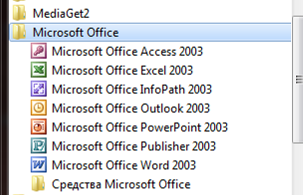 MediaGet2
Microsoft Office
Microsoft Office Access 2003
Microsoft Office Excel 2003
Microsoft Office InfoPath 2003
Microsoft Office Outlook 2003
Microsoft Office PowerPoint 2003
Microsoft Office Publisher 2003
Microsoft Office Word 2003
Средства Microsoft Office